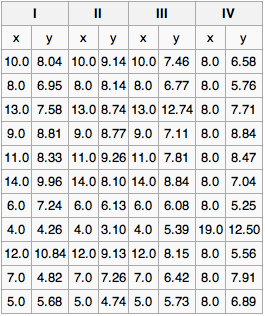 I II III IV
x y x y x y x y
10.0 8.04 10.0 9.14 10.0 7.46 8.0 6.58
8.0 6.95 8.0 8.14 8.0 6.77 8.0 5.76
13.0 7.58 13.0 8.74 13.0 12.74 8.0 7.71
9.0 8.81 9.0 8.77 9.0 7.11 8.0 8.84
11.0 8.33 11.0 9.26 11.0 7.81 8.0 8.47
14.0 9.96 14.0 8.10 14.0 8.84 8.0 7.04
6.0 7.24 6.0 6.13 6.0 6.08 8.0 5.25
4.0 4.26 4.0 3.10 4.0 5.39 19.0 12.50
12.0 10.84 12.0 9.13 12.0 8.15 8.0 5.56
7.0 4.82 7.0 7.26 7.0 6.42 8.0 7.91
5.0 5.68 5.0 4.74 5.0 5.73 8.0 6.89